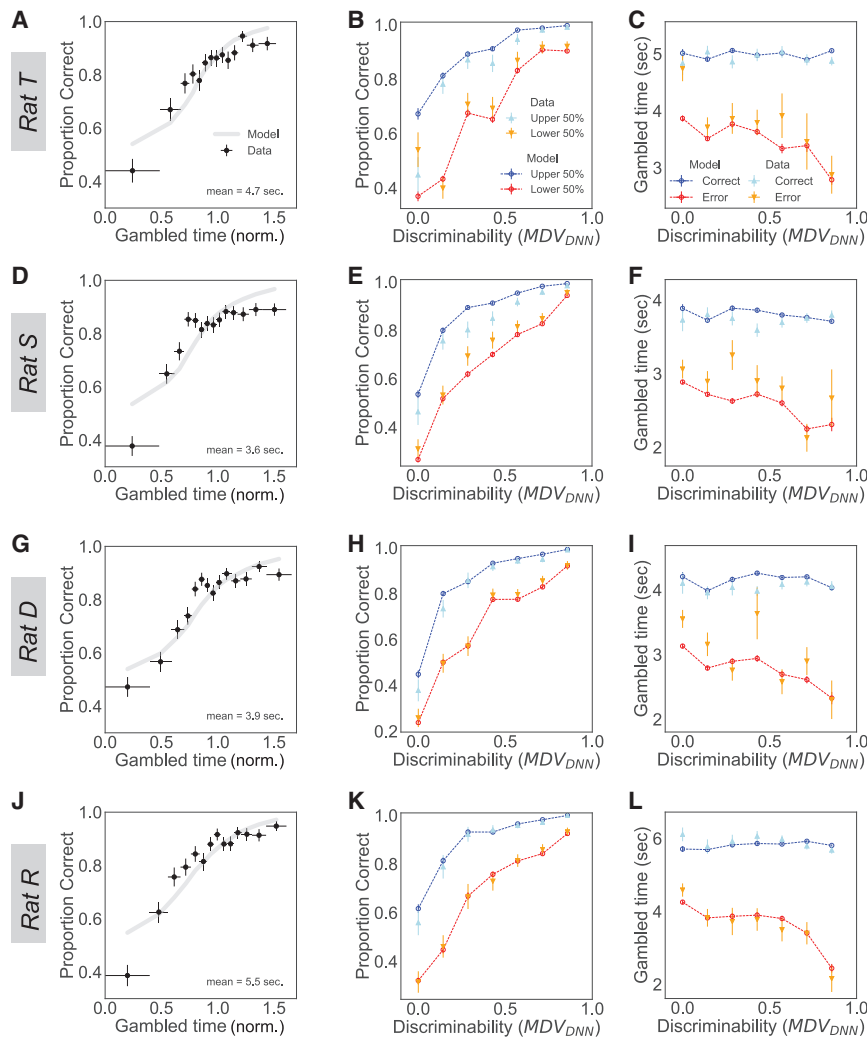 A
Rat T
Proportion Correct
1.0
0.8
0.6
0.4
Model
Data
mean = 4.7 sec.
0.0
0.5
1.0
1.5
Gambled time (norm.)
B
Proportion Correct
1.0
0.8
0.6
0.4
Data
Upper 50%
Lower 50%
Model
Upper 50%
Lower 50%
0.0
0.5
1.0
Discriminability (MDV_DNN)
C
Gambled time (sec)
5
4
3
Model
Data
Correct
Correct
Error
Error
0.0
0.5
1.0
Discriminability (MDV_DNN)
D
Rat S
Proportion Correct
1.0
0.8
0.6
0.4
mean = 3.6 sec.
0.0
0.5
1.0
1.5
Gambled time (norm.)
E
Proportion Correct
1.0
0.8
0.6
0.4
0.0
0.5
1.0
Discriminability (MDV_DNN)
F
Gambled time (sec)
4
3
2
0.0
0.5
1.0
Discriminability (MDV_DNN)
G
Rat D
Proportion Correct
1.0
0.8
0.6
0.4
mean = 3.9 sec.
0.0
0.5
1.0
1.5
Gambled time (norm.)
H
Proportion Correct
1.0
0.8
0.6
0.4
0.2
0.0
0.5
1.0
Discriminability (MDV_DNN)
I
Gambled time (sec)
4
3
2
0.0
0.5
1.0
Discriminability (MDV_DNN)
J
Rat R
Proportion Correct
1.0
0.8
0.6
0.4
mean = 5.5 sec.
0.0
0.5
1.0
1.5
Gambled time (norm.)
K
Proportion Correct
1.0
0.8
0.6
0.4
0.0
0.5
1.0
Discriminability (MDV_DNN)
L
Gambled time (sec)
6
4
2
0.0
0.5
1.0
Discriminability (MDV_DNN)